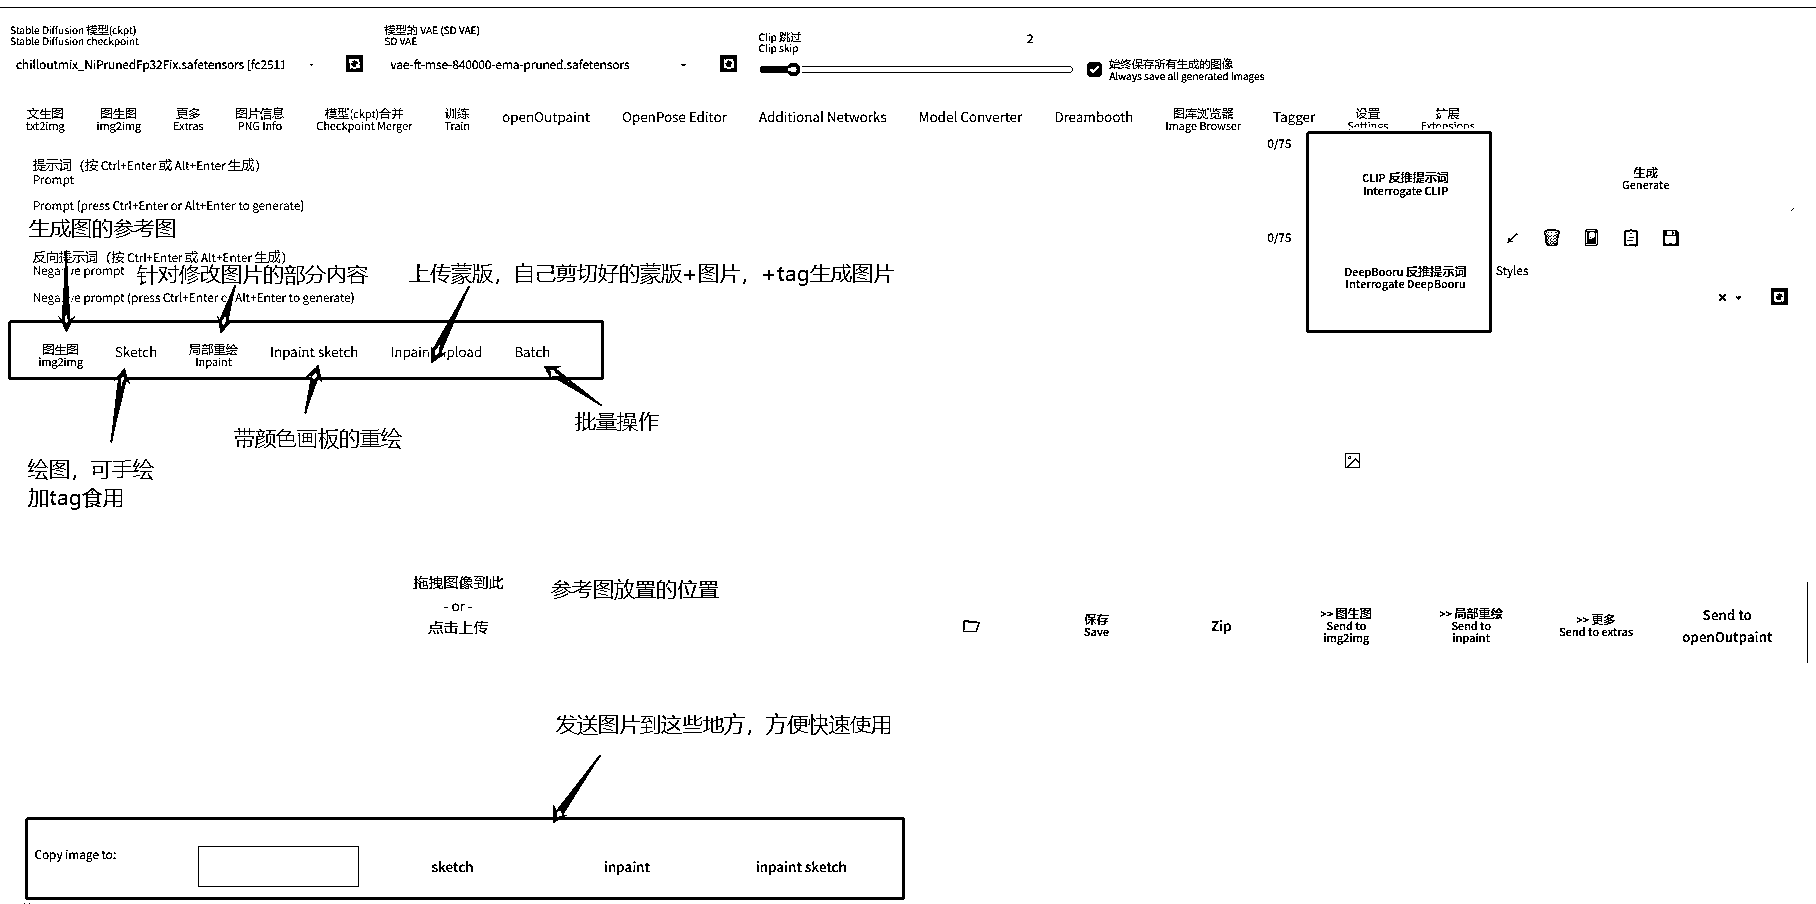 Stable Diffusion 模型(ckpt)
Stable Diffusion checkpoint
chilloutmix_NiPrunedFp32Fix.safetensors [fc2511
模型的 VAE (SD VAE)
SD VAE
vae-ft-mse-840000-ema-pruned.safetensors
Clip 跳过
Clip skip
2
始终保存所有生成的图像
Always save all generated images
文生图
txt2img
图生图
img2img
更多
Extras
图片信息
PNG Info
模型(ckpt)合并
Checkpoint Merger
训练
Train
openOutpaint
OpenPose Editor
Additional Networks
Model Converter
Dreambooth
图库浏览器
Image Browser
Tagger
设置
Settings
扩展
Extensions
提示词（按 Ctrl+Enter 或 Alt+Enter 生成）
Prompt
0/75
Prompt (press Ctrl+Enter or Alt+Enter to generate)
生成图的参考图
CLIP 反推提示词
Interrogate CLIP
生成
Generate
反向提示词（按 Ctrl+Enter 或 Alt+Enter 生成）
Negative prompt
0/75
针对修改图片的部分内容
上传蒙版，自己剪切好的蒙版+图片，+tag生成图片
Negative prompt (press Ctrl+Enter or Alt+Enter to generate)
DeepBooru 反推提示词
Interrogate DeepBooru
Styles
图生图
img2img
Sketch
局部重绘
Inpaint
Inpaint sketch
Inpaint upload
Batch
批量操作
带颜色画板的重绘
绘图，可手绘
加tag食用
拖拽图像到此
- or -
点击上传
参考图放置的位置
保存
Save
Zip
>> 图生图
Send to
img2img
>> 局部重绘
Send to
inpaint
>> 更多
Send to extras
Send to
openOutpaint
发送图片到这些地方，方便快速使用
Copy image to:
sketch
inpaint
inpaint sketch